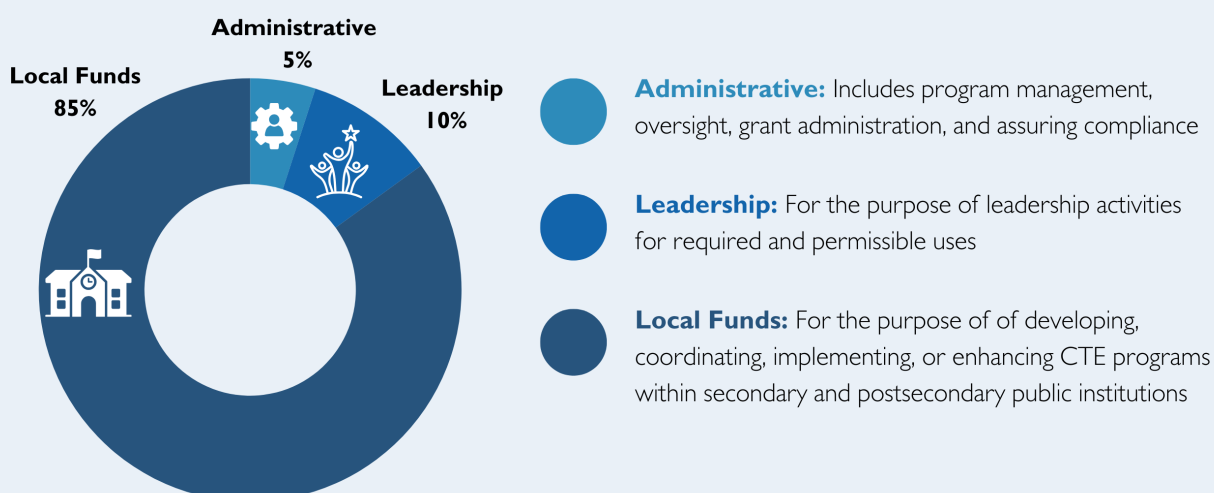 Administrative
5%
Local Funds
85%
Leadership
10%
Administrative: Includes program management,
oversight, grant administration, and assuring compliance
Leadership: For the purpose of leadership activities
for required and permissible uses
Local Funds: For the purpose of of developing,
coordinating, implementing, or enhancing CTE programs
within secondary and postsecondary public institutions